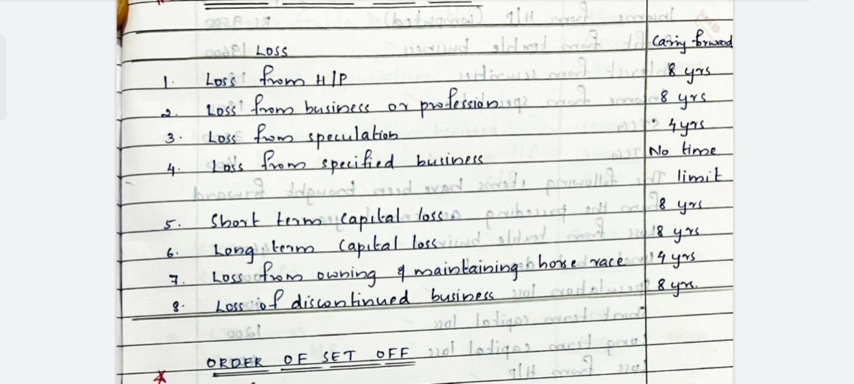 Loss Carry forward
1. Loss from H/P 8 yrs
2. Loss from business or profession 8 yrs
3. Loss from speculation 4 yrs
4. Loss from specified business No time limit
5. Short term capital loss 8 yrs
6. Long term capital loss 8 yrs
7. Loss from owning & maintaining horse race 4 yrs
8. Loss of discontinued business 8 yrs.
* ORDER OF SET OFF